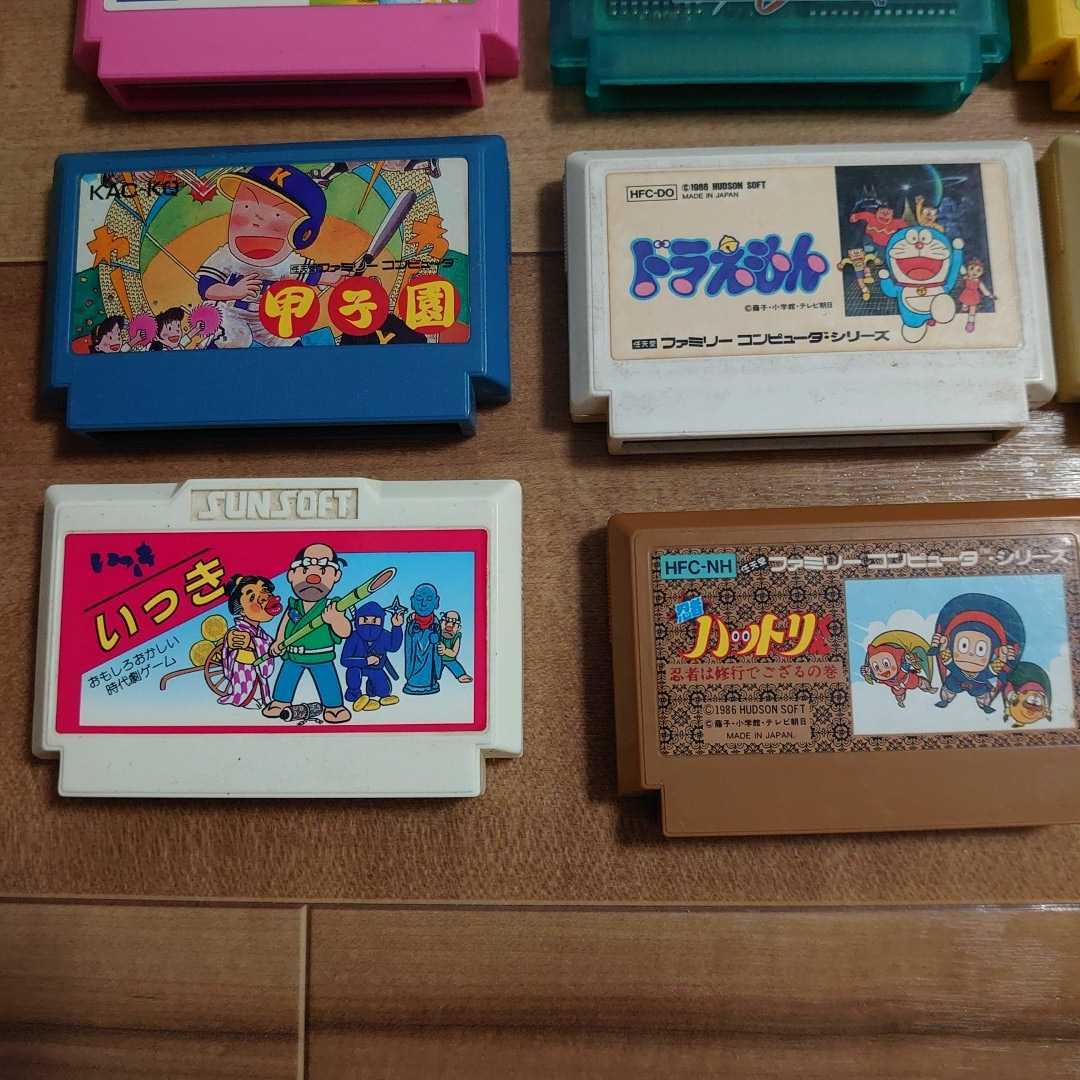 KAC-KG
K
任天堂 ファミリー コンピュータ
甲子園
HFC-DO
©1986 HUDSON SOFT
MADE IN JAPAN
ドラえもん
©藤子・小学館・テレビ朝日
任天堂 ファミリー コンピュータ・シリーズ
SUNSOFT
いっき
いっき
おもしろおかしい
時代劇ゲーム
HFC-NH
任天堂 ファミリー コンピュータ・シリーズ
忍者
ハットリ
忍者は修行でござるの巻
©1986 HUDSON SOFT
©藤子・小学館・テレビ朝日
MADE IN JAPAN.